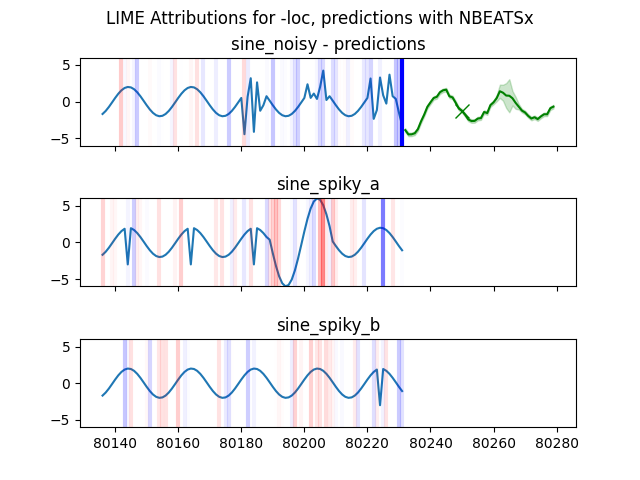 LIME Attributions for -loc, predictions with NBEATSx
sine_noisy - predictions
5
0
−5
sine_spiky_a
5
0
−5
sine_spiky_b
5
0
−5
80140 80160 80180 80200 80220 80240 80260 80280